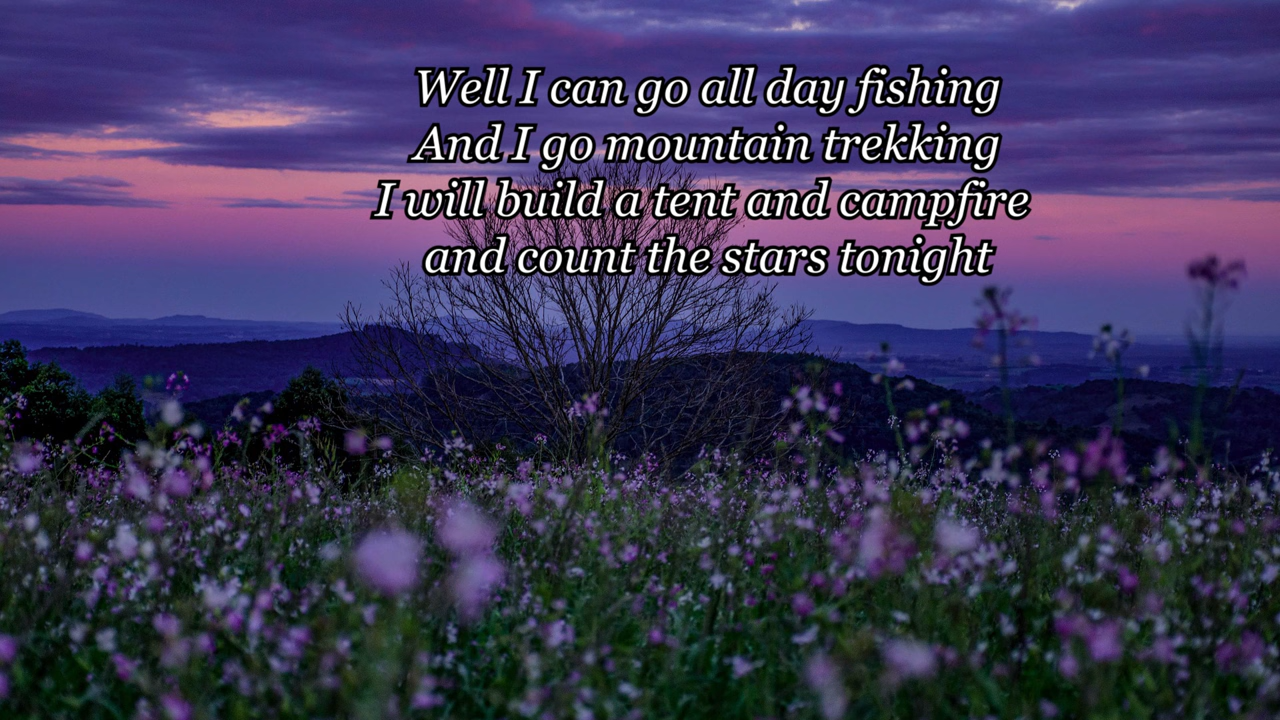 Well I can go all day fishing
And I go mountain trekking
I will build a tent and campfire
and count the stars tonight